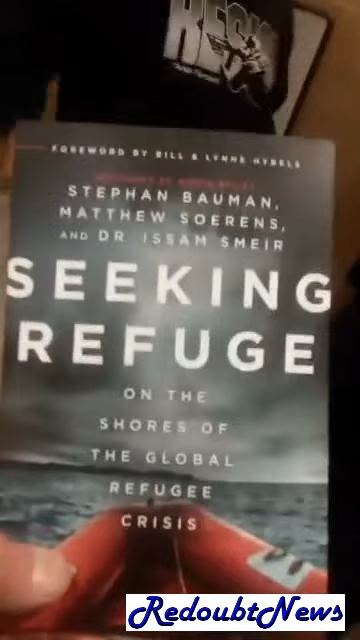 FOREWORD BY BILL & LYNNE HYBELS
STEPHAN BAUMAN,
MATTHEW SOERENS,
AND DR. ISSAM SMEIR
SEEKING
REFUGE
ON THE
SHORES OF
THE GLOBAL
REFUGEE
CRISIS
RedoubtNews